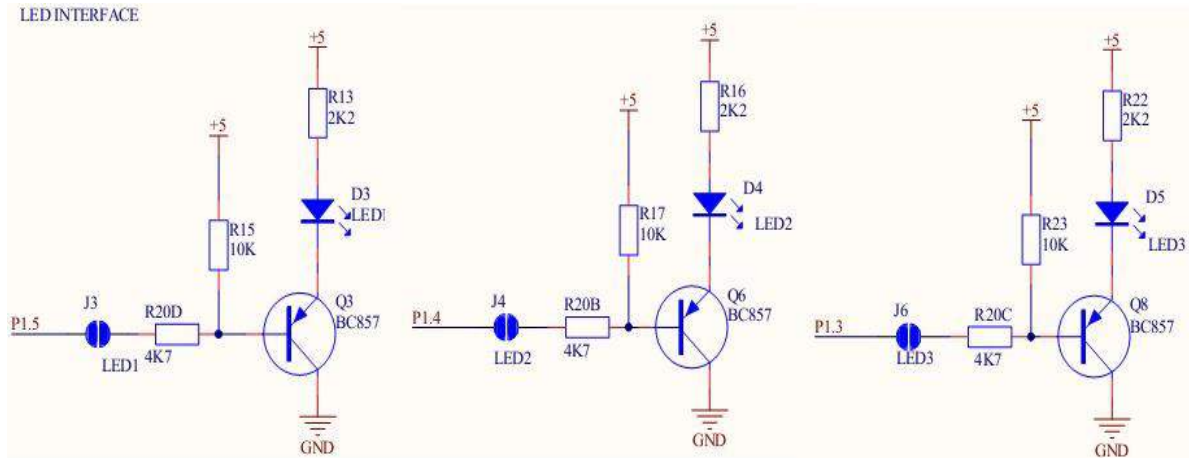 LED INTERFACE
+5
R13
2K2
+5
D3
LED1
R15
10K
Q3
BC857
J3
R20D
P1.5
LED1
4K7
GND
+5
R16
2K2
+5
D4
LED2
R17
10K
Q6
BC857
J4
R20B
P1.4
LED2
4K7
GND
+5
R22
2K2
+5
D5
LED3
R23
10K
Q8
BC857
J6
R20C
P1.3
LED3
4K7
GND